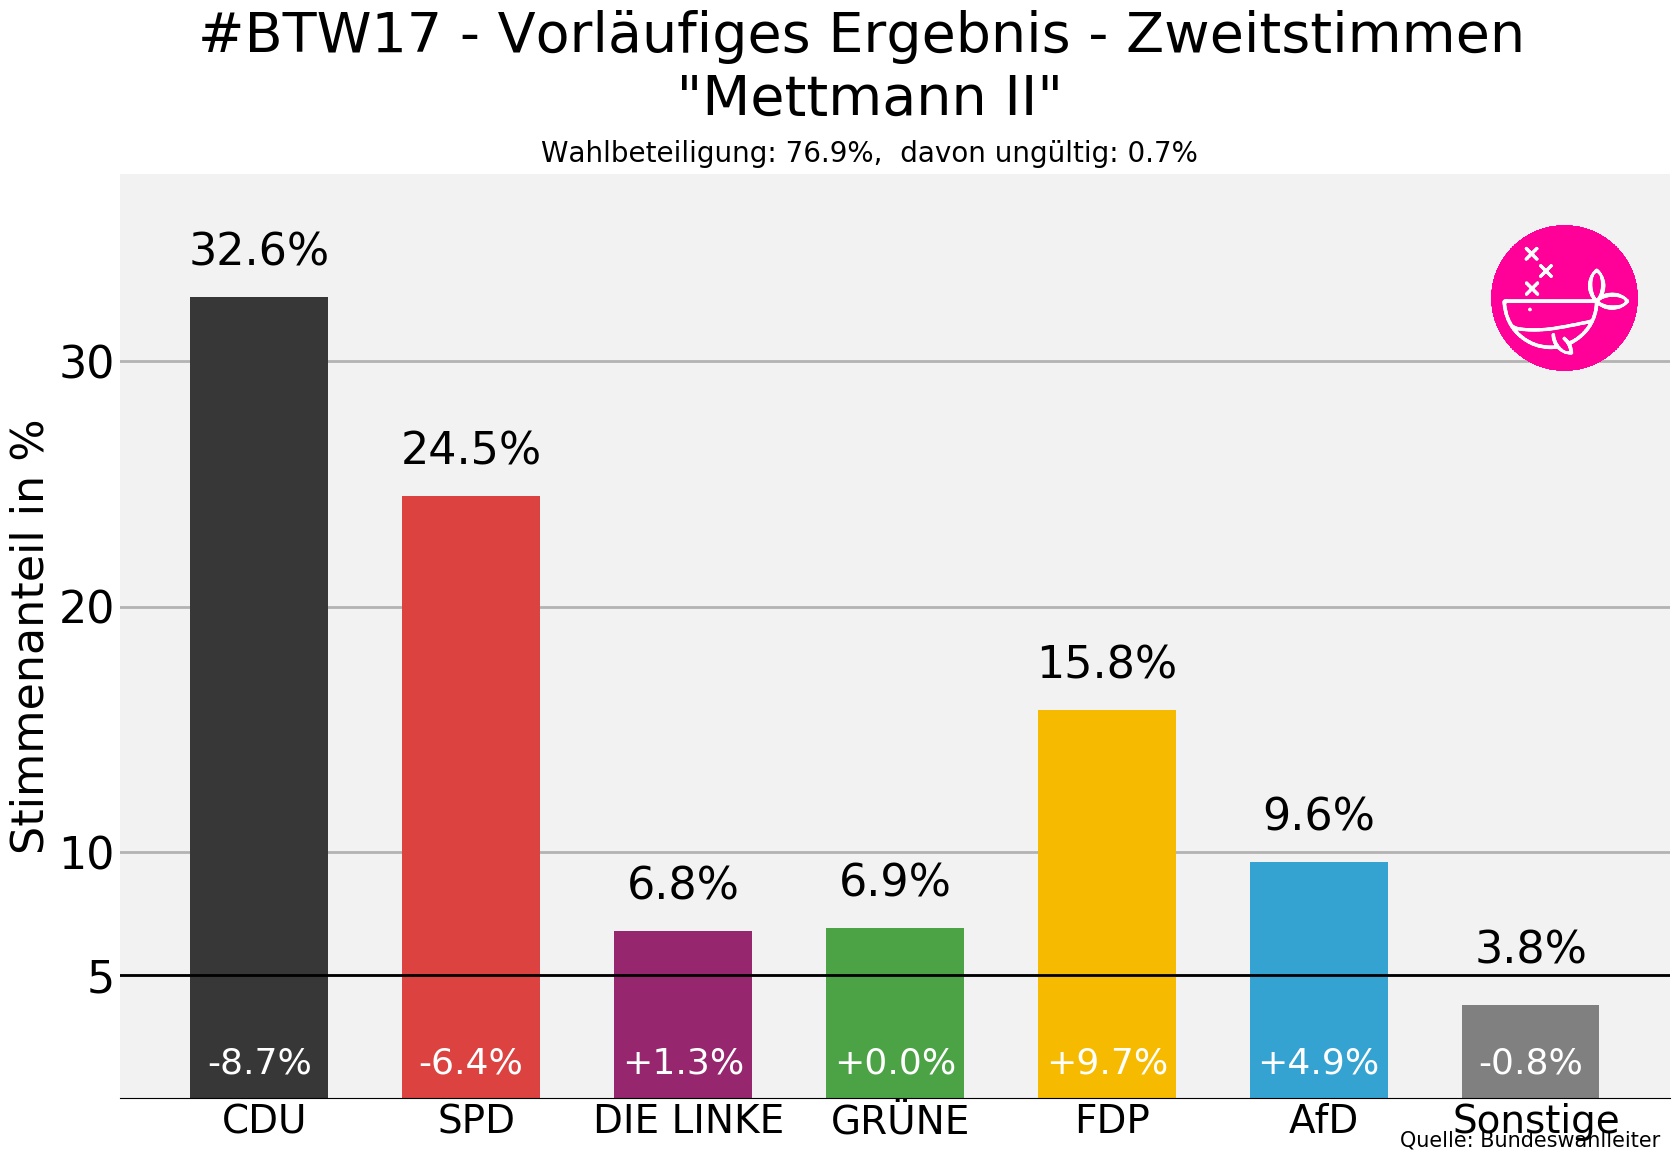 #BTW17 - Vorläufiges Ergebnis - Zweitstimmen
"Mettmann II"
Wahlbeteiligung: 76.9%,  davon ungültig: 0.7%
Stimmenanteil in %
30
20
10
5
32.6%
24.5%
6.8%
6.9%
15.8%
9.6%
3.8%
-8.7%
-6.4%
+1.3%
+0.0%
+9.7%
+4.9%
-0.8%
CDU
SPD
DIE LINKE
GRÜNE
FDP
AfD
Sonstige
Quelle: Bundeswahlleiter